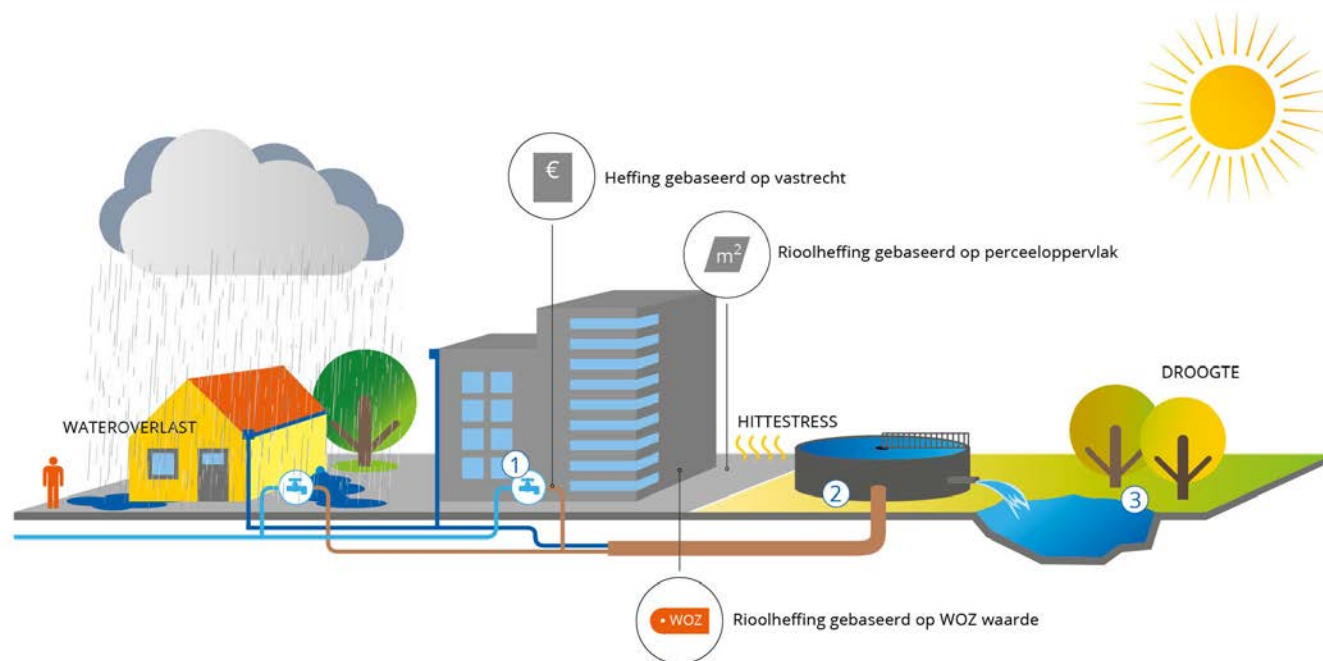 €
Heffing gebaseerd op vastrecht
m²
Rioolheffing gebaseerd op perceeloppervlak
DROOGTE
WATEROVERLAST
HITTESTRESS
1
2
3
• WOZ
Rioolheffing gebaseerd op WOZ waarde